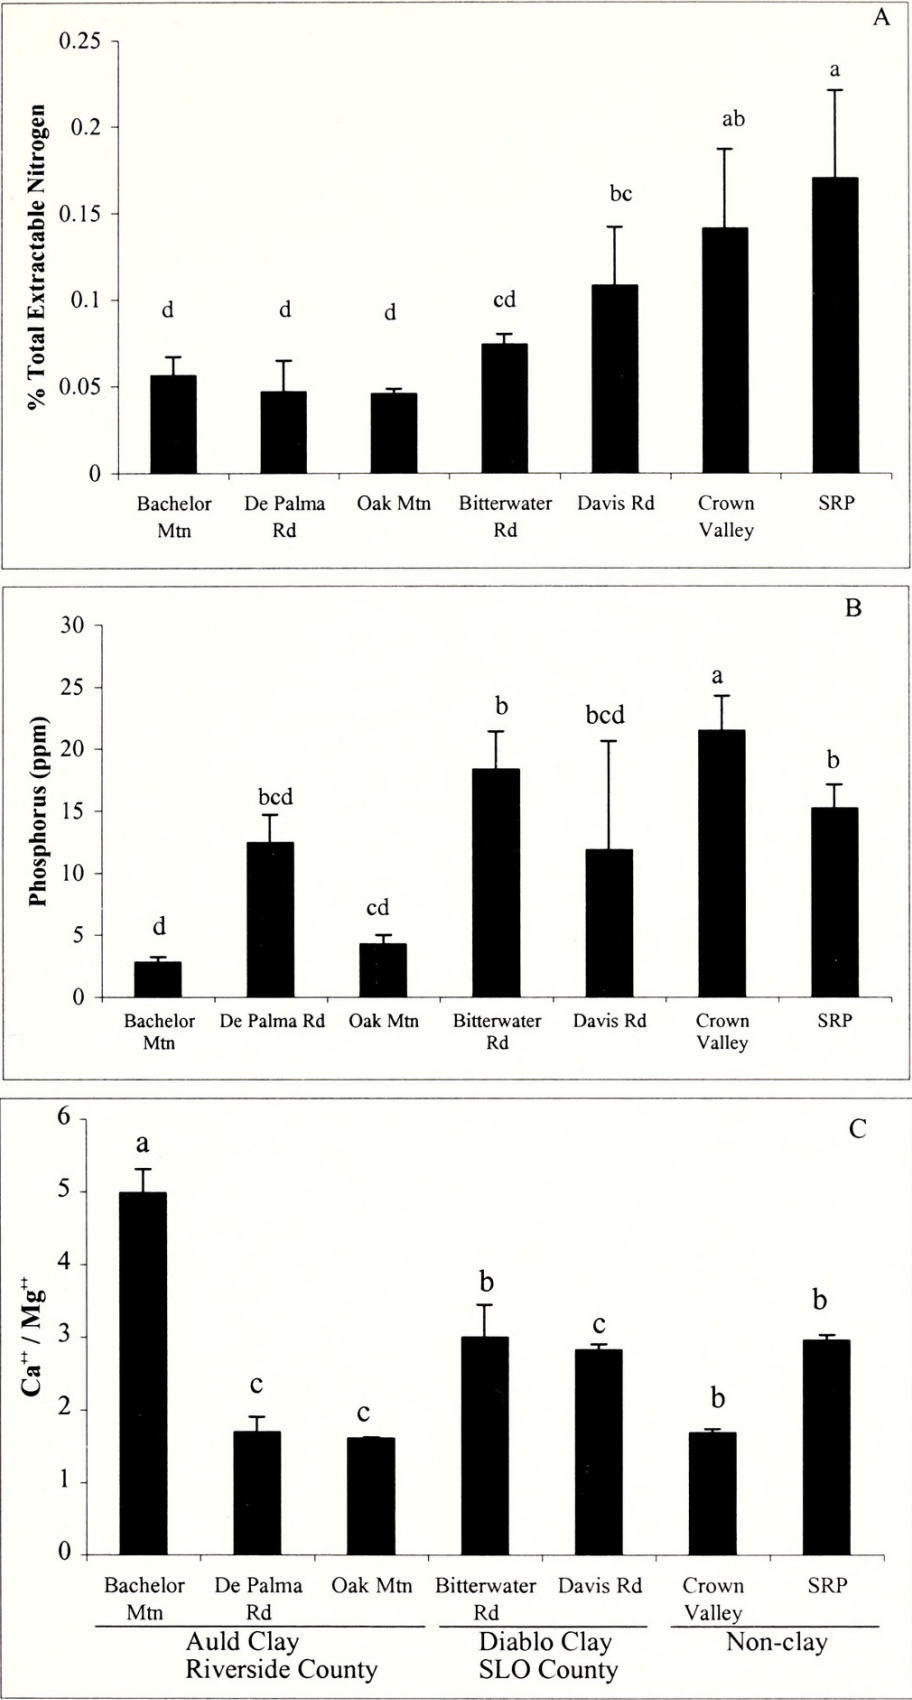 A
0.25
0.2
0.15
0.1
0.05
0
% Total Extractable Nitrogen
d
d
d
cd
bc
ab
a
Bachelor Mtn
De Palma Rd
Oak Mtn
Bitterwater Rd
Davis Rd
Crown Valley
SRP
B
30
25
20
15
10
5
0
Phosphorus (ppm)
d
bcd
cd
b
bcd
a
b
Bachelor Mtn
De Palma Rd
Oak Mtn
Bitterwater Rd
Davis Rd
Crown Valley
SRP
C
6
5
4
3
2
1
0
Ca⁺⁺ / Mg⁺⁺
a
c
c
b
c
b
b
Bachelor Mtn
De Palma Rd
Oak Mtn
Bitterwater Rd
Davis Rd
Crown Valley
SRP
Auld Clay
Riverside County
Diablo Clay
SLO County
Non-clay